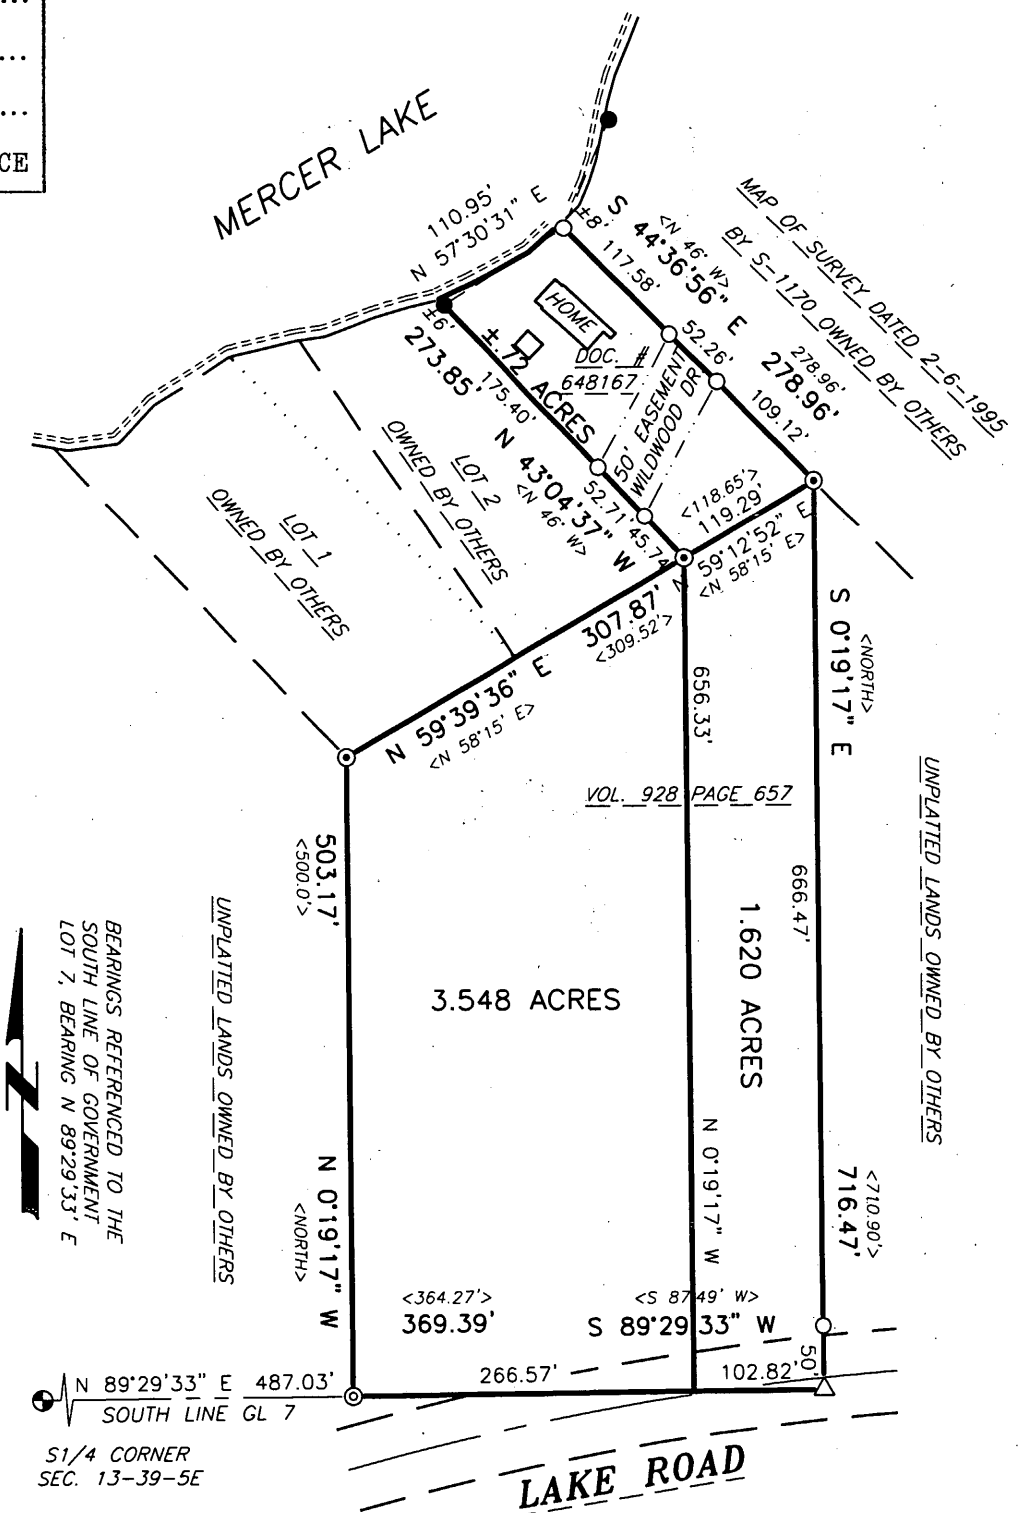 ...
...
...
CE
MERCER LAKE
110.95'
N 57°30'31" E
±8'
S 44°36'56" E
<N 46° W>
117.58'
52.26'
278.96'
278.96'
109.12'
MAP OF SURVEY DATED 2-6-1995
BY S-1170 OWNED BY OTHERS
HOME
DOC. #
648167
±.72 ACRES
±6'
273.85'
175.40'
N 43°04'37" W
<N 46° W>
52.71'
45.74'
50' EASEMENT
WILDWOOD DR.
<118.65'>
119.29'
N 59°12'52" E
<N 58°15' E>
LOT 2
OWNED BY OTHERS
LOT 1
OWNED BY OTHERS
307.87'
<309.52'>
N 59°39'36" E
<N 58°15' E>
656.33'
S 0°19'17" E
<NORTH>
VOL. 928 PAGE 657
666.47'
503.17'
<500.0'>
3.548 ACRES
1.620 ACRES
UNPLATTED LANDS OWNED BY OTHERS
UNPLATTED LANDS OWNED BY OTHERS
BEARINGS REFERENCED TO THE
SOUTH LINE OF GOVERNMENT
LOT 7, BEARING N 89°29'33' E
N
N 0°19'17" W
<NORTH>
N 0°19'17" W
<710.90'>
716.47'
<364.27'>
369.39'
<S 87°49' W>
S 89°29'33" W
50'
266.57'
102.82'
N 89°29'33" E 487.03'
SOUTH LINE GL 7
S1/4 CORNER
SEC. 13-39-5E
LAKE ROAD